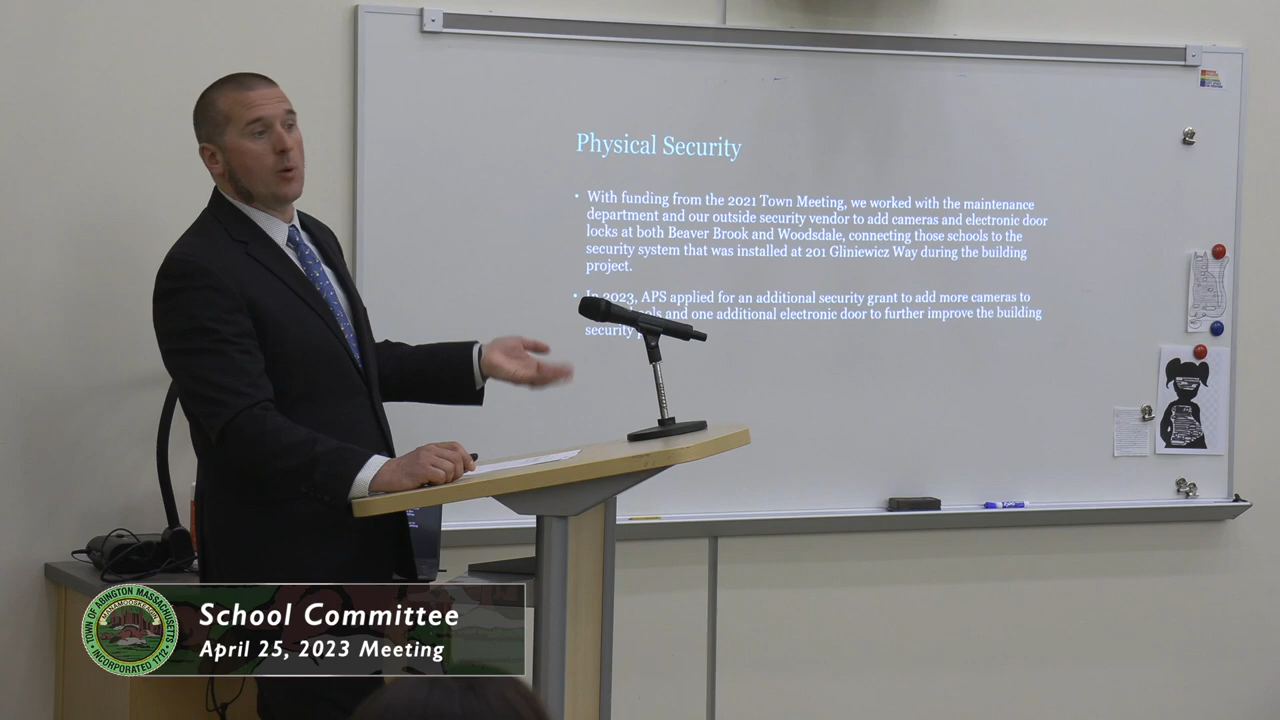 Physical Security
• With funding from the 2021 Town Meeting, we worked with the maintenance
department and our outside security vendor to add cameras and electronic door
locks at both Beaver Brook and Woodsdale, connecting those schools to the
security system that was installed at 201 Gliniewicz Way during the building
project.
• In 2023, APS applied for an additional security grant to add more cameras to
and one additional electronic door to further improve the building
security
TOWN OF ABINGTON MASSACHUSETTS
MANAMOOSKEAGIN
INCORPORATED 1712
School Committee
April 25, 2023 Meeting